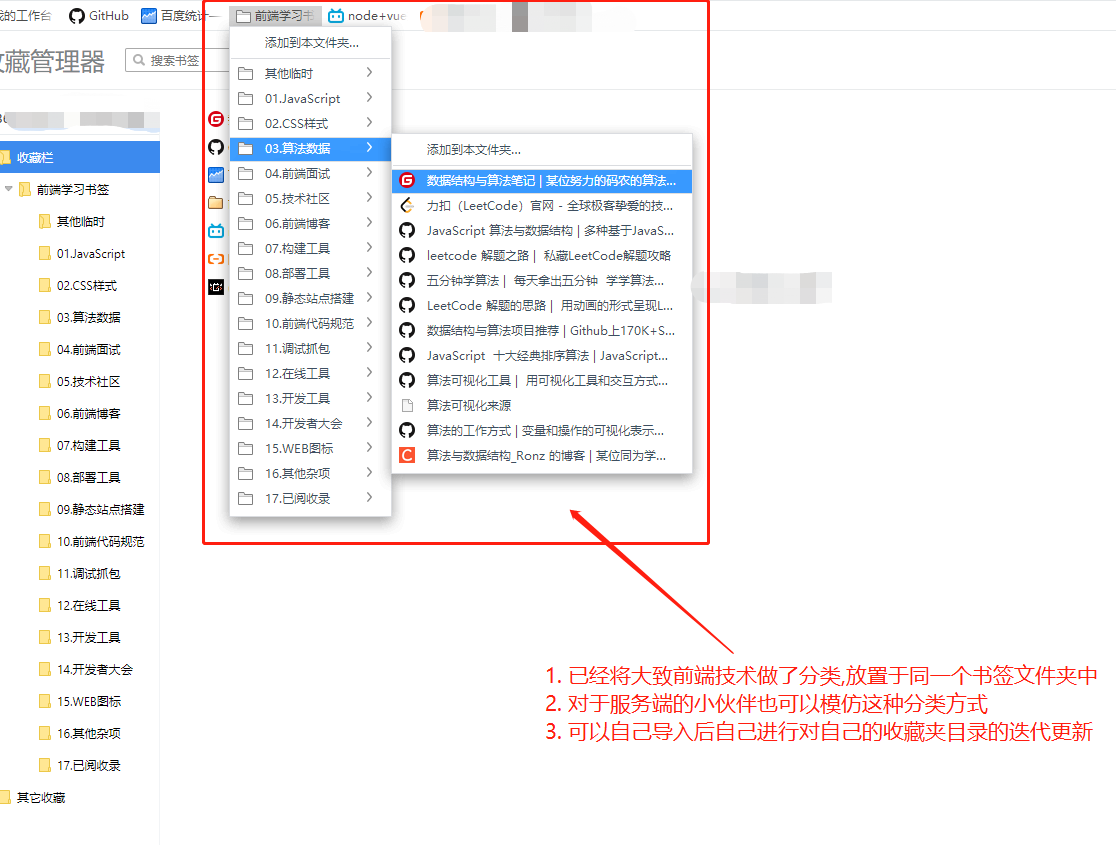 的工作台
GitHub
百度统计
前端学习书
node+vue
藏管理器
搜索书签
收藏栏
前端学习书签
其他临时
01.JavaScript
02.CSS样式
03.算法数据
04.前端面试
05.技术社区
06.前端博客
07.构建工具
08.部署工具
09.静态站点搭建
10.前端代码规范
11.调试抓包
12.在线工具
13.开发工具
14.开发者大会
15.WEB图标
16.其他杂项
17.已阅收录
其它收藏
添加到本文件夹...
其他临时
01.JavaScript
02.CSS样式
03.算法数据
04.前端面试
05.技术社区
06.前端博客
07.构建工具
08.部署工具
09.静态站点搭建
10.前端代码规范
11.调试抓包
12.在线工具
13.开发工具
14.开发者大会
15.WEB图标
16.其他杂项
17.已阅收录
添加到本文件夹...
数据结构与算法笔记 | 某位努力的码农的算法...
力扣（LeetCode）官网 - 全球极客挚爱的技...
JavaScript 算法与数据结构 | 多种基于JavaS...
leetcode 解题之路 | 私藏LeetCode解题攻略
五分钟学算法 | 每天拿出五分钟 学学算法...
LeetCode 解题的思路 | 用动画的形式呈现L...
数据结构与算法项目推荐 | Github上170K+S...
JavaScript 十大经典排序算法 | JavaScript...
算法可视化工具 | 用可视化工具和交互方式...
算法可视化来源
算法的工作方式 | 变量和操作的可视化表示...
算法与数据结构_Ronz 的博客 | 某位同为学...
1. 已经将大致前端技术做了分类,放置于同一个书签文件夹中
2. 对于服务端的小伙伴也可以模仿这种分类方式
3. 可以自己导入后自己进行对自己的收藏夹目录的迭代更新